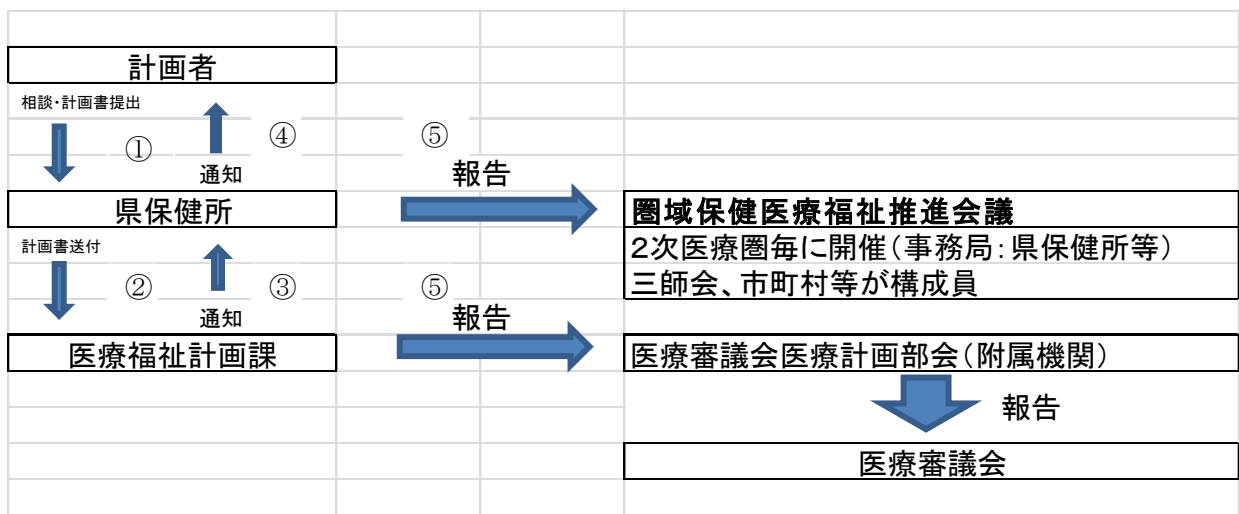 計画者
相談・計画書提出
①
④
⑤
通知
報告
県保健所
圏域保健医療福祉推進会議
計画書送付
2次医療圏毎に開催(事務局:県保健所等)
②
③
⑤
三師会、市町村等が構成員
通知
報告
医療福祉計画課
医療審議会医療計画部会(附属機関)
報告
医療審議会